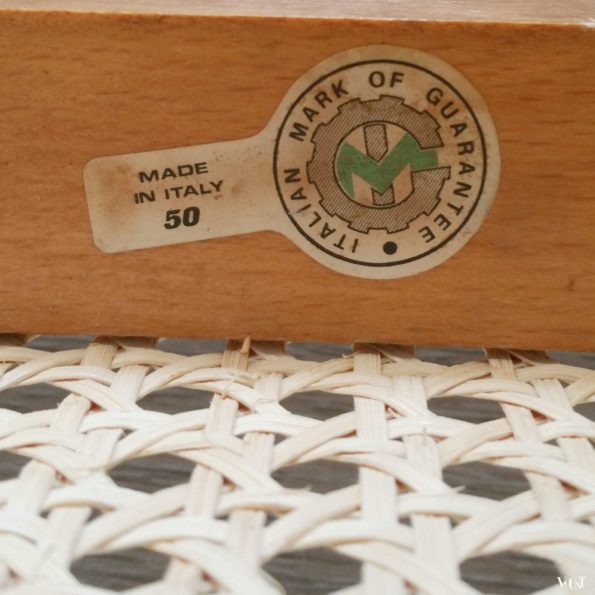 MADE
IN ITALY
50
ITALIAN MARK OF GUARANTEE
M